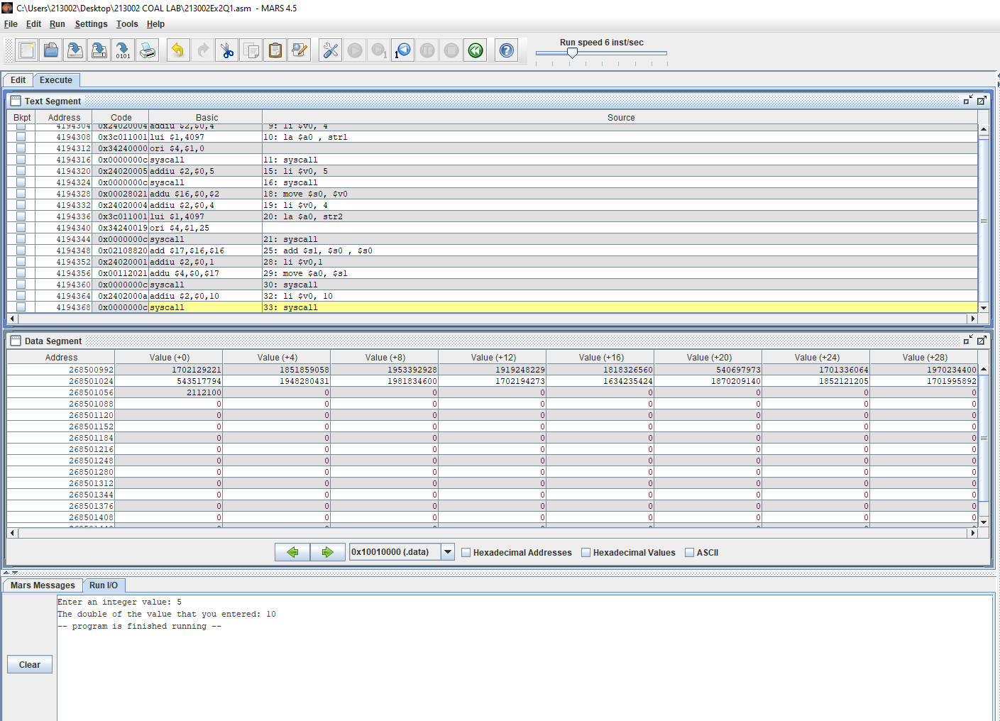 C:\Users\213002\Desktop\213002 COAL LAB\213002Ex2Q1.asm - MARS 4.5
File Edit Run Settings Tools Help
Run speed 6 inst/sec
Edit Execute
Text Segment
Bkpt Address Code Basic Source
4194304 0x24020004 addiu $2,$0,4 9: li $v0, 4
4194308 0x3c011001 lui $1,4097 10: la $a0 , str1
4194312 0x34240000 ori $4,$1,0
4194316 0x0000000c syscall 11: syscall
4194320 0x24020005 addiu $2,$0,5 15: li $v0, 5
4194324 0x0000000c syscall 16: syscall
4194328 0x00028021 addu $16,$0,$2 18: move $s0, $v0
4194332 0x24020004 addiu $2,$0,4 19: li $v0, 4
4194336 0x3c011001 lui $1,4097 20: la $a0, str2
4194340 0x34240019 ori $4,$1,25
4194344 0x0000000c syscall 21: syscall
4194348 0x02108820 add $17,$16,$16 25: add $s1, $s0 , $s0
4194352 0x24020001 addiu $2,$0,1 28: li $v0,1
4194356 0x00112021 addu $4,$0,$17 29: move $a0, $s1
4194360 0x0000000c syscall 30: syscall
4194364 0x2402000a addiu $2,$0,10 32: li $v0, 10
4194368 0x0000000c syscall 33: syscall
Data Segment
Address Value (+0) Value (+4) Value (+8) Value (+12) Value (+16) Value (+20) Value (+24) Value (+28)
268500992 1702129221 1851859058 1953392928 1919248229 1818326560 540697973 1701336064 1970234400
268501024 543517794 1948280431 1981834600 1702194273 1634235424 1870209140 1852121205 1701995892
268501056 2112100 0 0 0 0 0 0 0
268501088 0 0 0 0 0 0 0 0
268501120 0 0 0 0 0 0 0 0
268501152 0 0 0 0 0 0 0 0
268501184 0 0 0 0 0 0 0 0
268501216 0 0 0 0 0 0 0 0
268501248 0 0 0 0 0 0 0 0
268501280 0 0 0 0 0 0 0 0
268501312 0 0 0 0 0 0 0 0
268501344 0 0 0 0 0 0 0 0
268501376 0 0 0 0 0 0 0 0
268501408 0 0 0 0 0 0 0 0
0x10010000 (.data) Hexadecimal Addresses Hexadecimal Values ASCII
Mars Messages Run I/O
Enter an integer value: 5
The double of the value that you entered: 10
-- program is finished running --
Clear